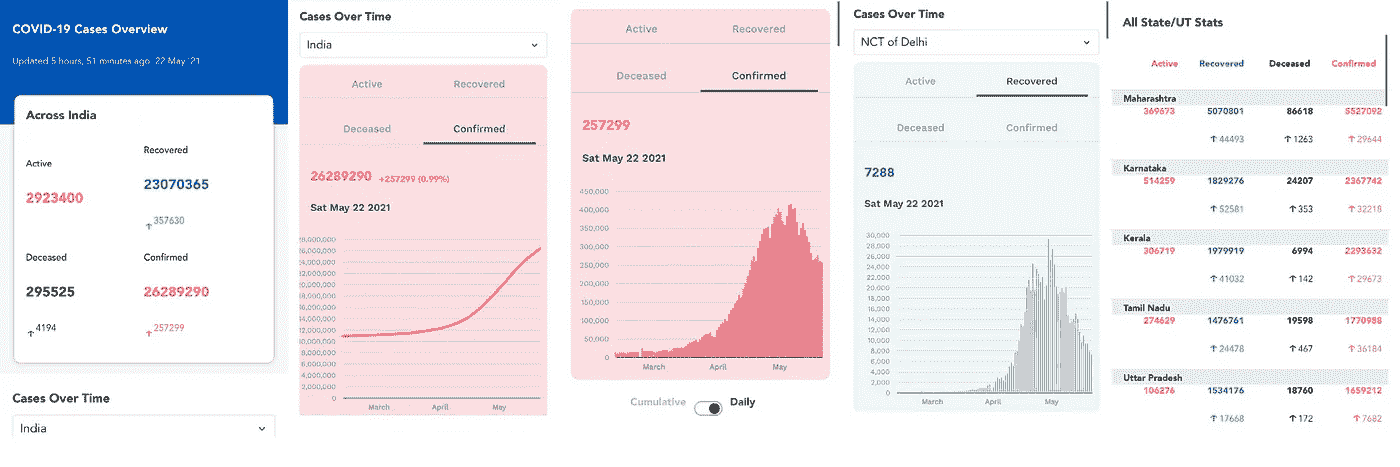 COVID-19 Cases Overview
Updated 5 hours, 51 minutes ago 22 May '21
Across India
Active
Recovered
2923400
23070365
↑357630
Deceased
Confirmed
295525
26289290
↑4194
↑257299
Cases Over Time
India
Cases Over Time
India
Active Recovered
Deceased Confirmed
26289290 +257299 (0.99%)
Sat May 22 2021
28,000,000
26,000,000
24,000,000
22,000,000
20,000,000
18,000,000
16,000,000
14,000,000
12,000,000
10,000,000
8,000,000
6,000,000
4,000,000
2,000,000
0
March April May
Active Recovered
Deceased Confirmed
257299
Sat May 22 2021
450,000
400,000
350,000
300,000
250,000
200,000
150,000
100,000
50,000
0
March April May
Cumulative Daily
Cases Over Time
NCT of Delhi
Active Recovered
Deceased Confirmed
7288
Sat May 22 2021
30,000
28,000
26,000
24,000
22,000
20,000
18,000
16,000
14,000
12,000
10,000
8,000
6,000
4,000
2,000
0
March April May
All State/UT Stats
Active Recovered Deceased Confirmed
Maharashtra
369673 5070801 86618 5527092
↑44493 ↑1263 ↑29644
Karnataka
514259 1829276 24207 2367742
↑52581 ↑353 ↑32218
Kerala
306719 1979919 6994 2293632
↑41032 ↑142 ↑29673
Tamil Nadu
274629 1476761 19598 1770988
↑24478 ↑467 ↑36184
Uttar Pradesh
106276 1534176 18760 1659212
↑17668 ↑172 ↑7682